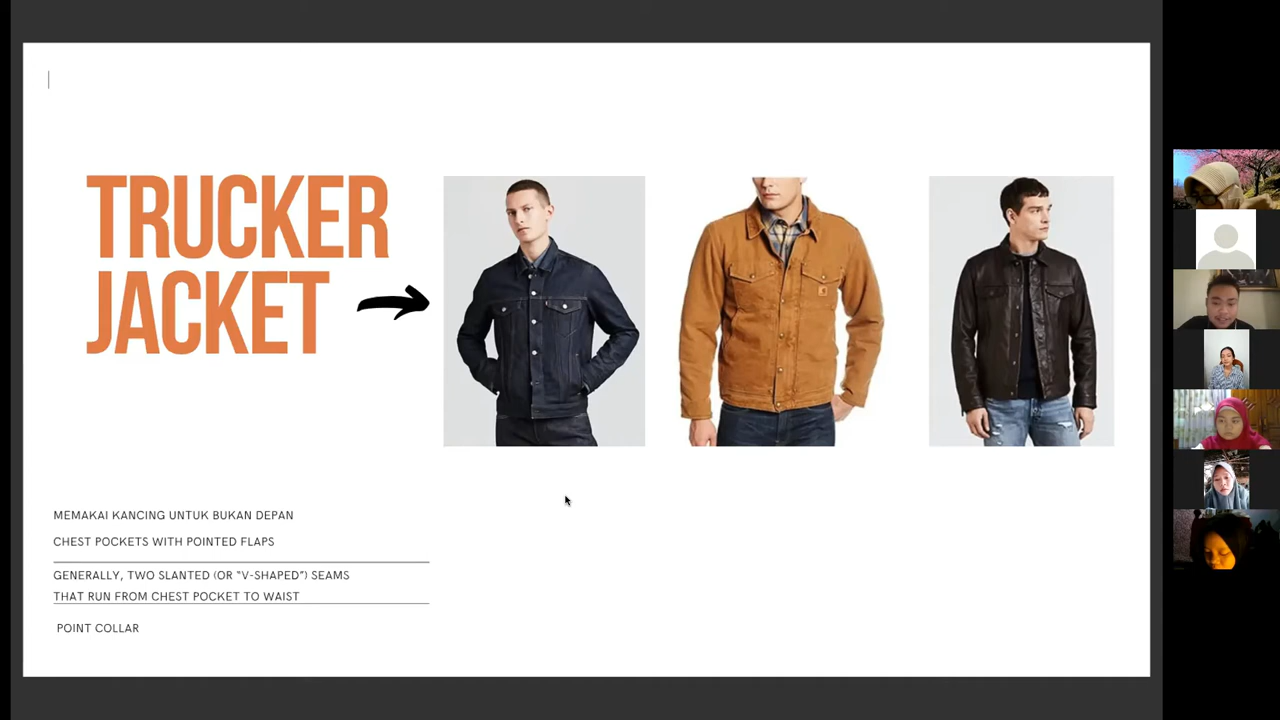 TRUCKER
JACKET
MEMAKAI KANCING UNTUK BUKAN DEPAN
CHEST POCKETS WITH POINTED FLAPS
GENERALLY, TWO SLANTED (OR “V-SHAPED”) SEAMS
THAT RUN FROM CHEST POCKET TO WAIST
POINT COLLAR